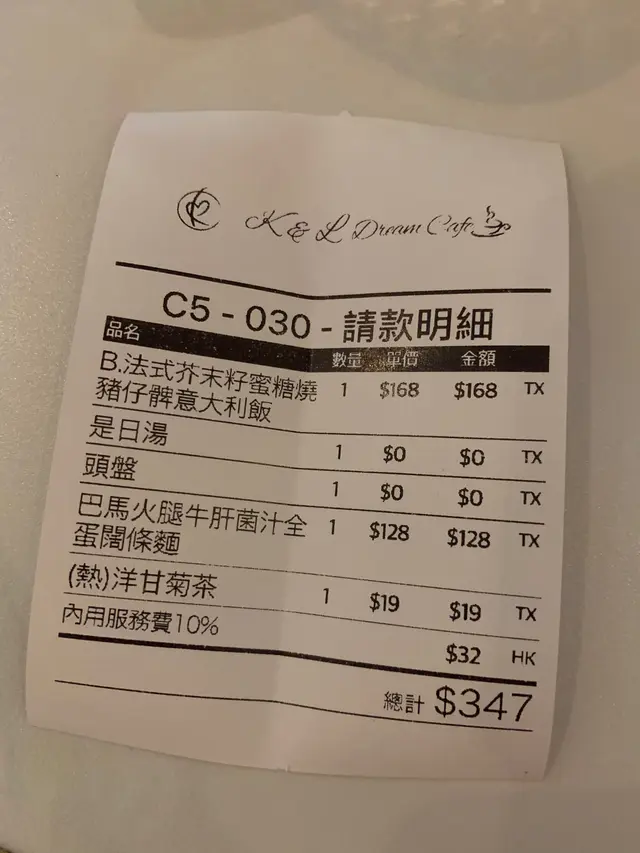 K & L Dream Cafe
C5 - 030 - 請款明細
品名 數量 單價 金額
B.法式芥末籽蜜糖燒 1 $168 $168 TX
豬仔髀意大利飯
是日湯 1 $0 $0 TX
頭盤 1 $0 $0 TX
巴馬火腿牛肝菌汁全 1 $128 $128 TX
蛋闊條麵
(熱)洋甘菊茶 1 $19 $19 TX
內用服務費10% $32 HK
總計 $347